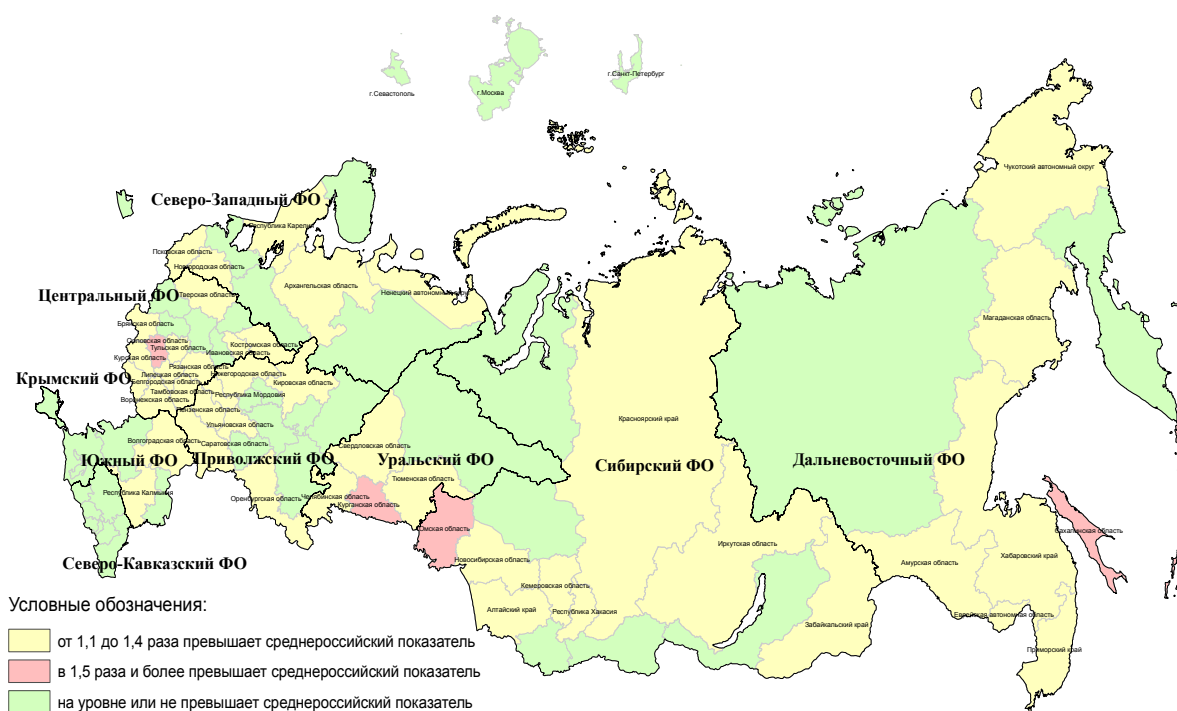 г.Севастополь
г.Москва
г.Санкт-Петербург
Чукотский автономный округ
Северо-Западный ФО
Республика Карелия
Псковская область
Новгородская область
Архангельская область
Ненецкий автономный округ
Центральный ФО
Тверская область
Магаданская область
Брянская область
Орловская область
Тульская область
Костромская область
Ивановская область
Курская область
Рязанская область
Липецкая область
Нижегородская область
Белгородская область
Кировская область
Крымский ФО
Тамбовская область
Республика Мордовия
Воронежская область
Пензенская область
Красноярский край
Ульяновская область
Волгоградская область
Саратовская область
Свердловская область
Южный ФО
Приволжский ФО
Уральский ФО
Сибирский ФО
Дальневосточный ФО
Тюменская область
Республика Калмыкия
Оренбургская область
Челябинская область
Курганская область
Омская область
Сахалинская область
Иркутская область
Хабаровский край
Северо-Кавказский ФО
Новосибирская область
Амурская область
Кемеровская область
Алтайский край
Республика Хакасия
Еврейская автономная область
Забайкальский край
Приморский край
Условные обозначения:
от 1,1 до 1,4 раза превышает среднероссийский показатель
в 1,5 раза и более превышает среднероссийский показатель
на уровне или не превышает среднероссийский показатель